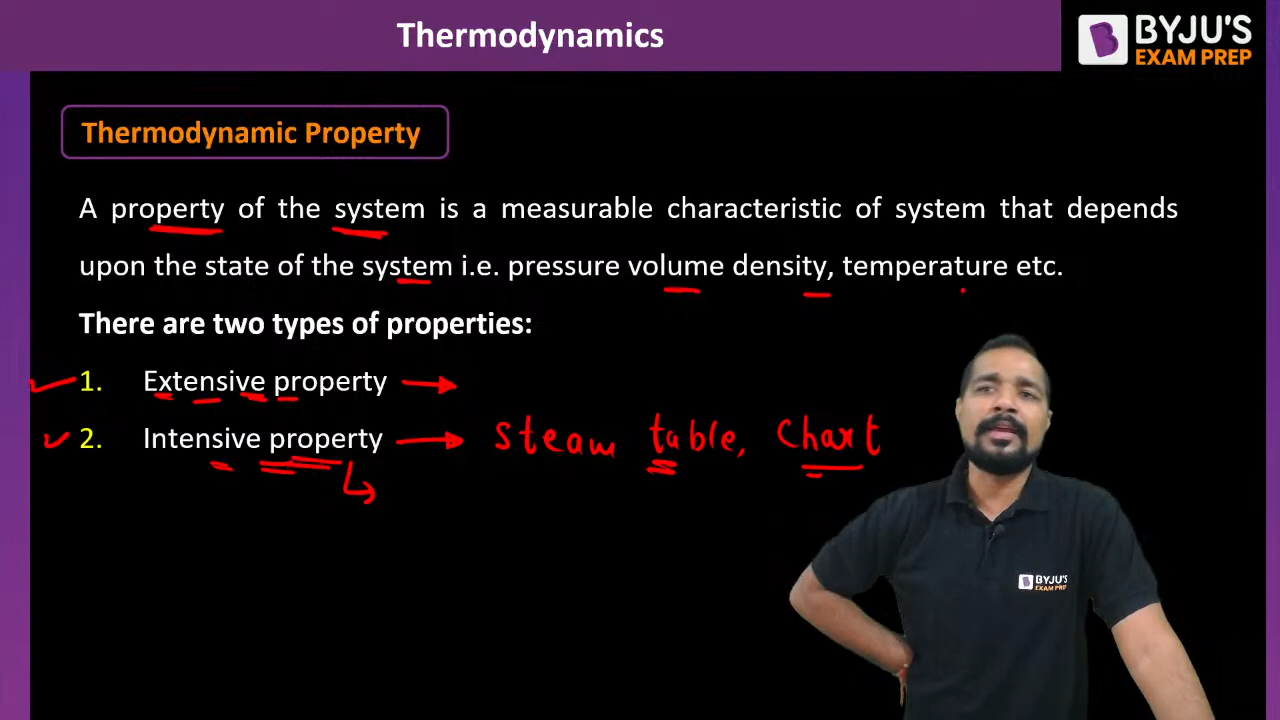 Thermodynamics
BYJU'S
EXAM PREP
Thermodynamic Property
A property of the system is a measurable characteristic of system that depends
upon the state of the system i.e. pressure volume density, temperature etc.
There are two types of properties:
1. Extensive property →
2. Intensive property → Steam table, Chart
BYJU'S
EXAM PREP